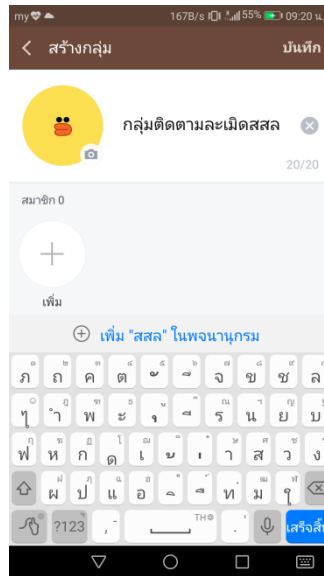 my 167B/s 55% 09:20 น.
สร้างกลุ่ม บันทึก
กลุ่มติดตามละเมิดสสล
20/20
สมาชิก 0
เพิ่ม
เพิ่ม "สสล" ในพจนานุกรม
ภ ถ ค ต จ ข ช ล
ๆ ำ พ ะ ร น ย บ
ฟ ห ก ด เ า ส ว ง
ผ ป แ อ ท ม ใ
?123 , TH . เสร็จสิ้น